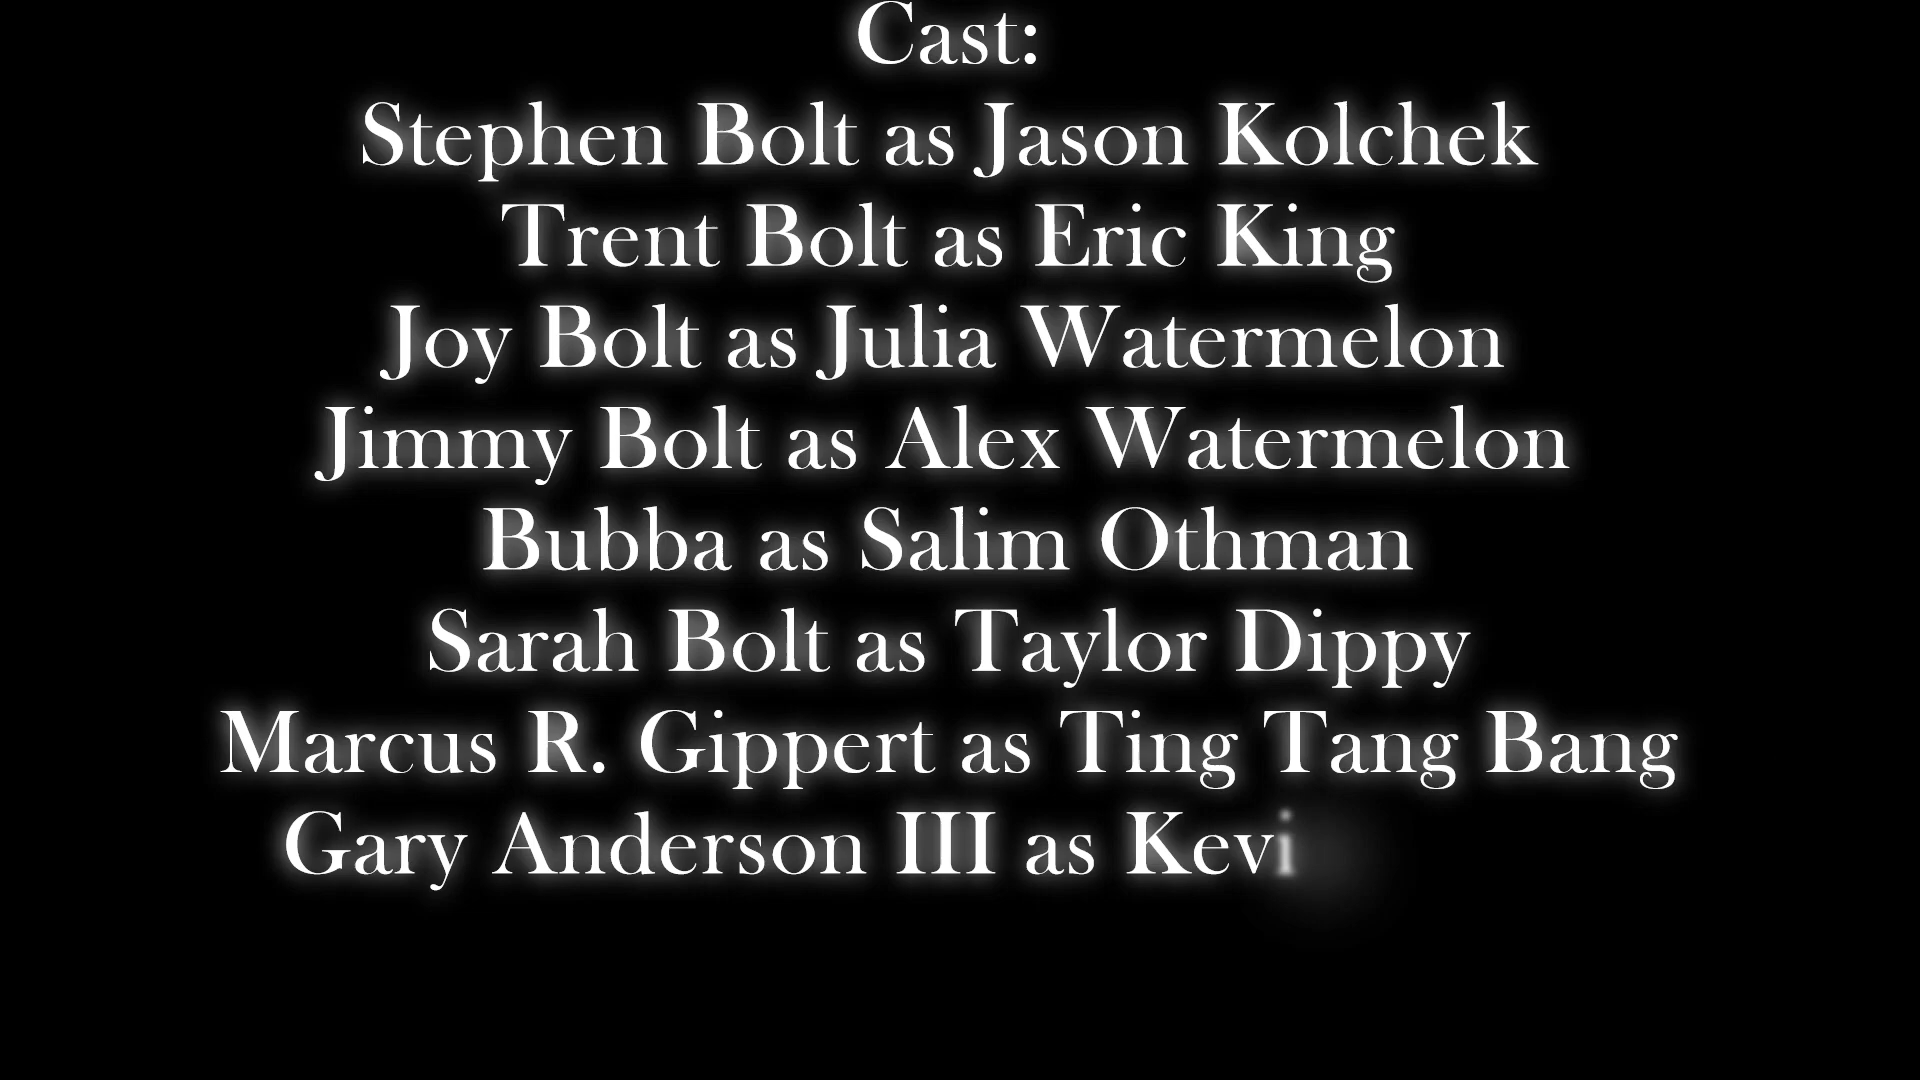 Cast:
Stephen Bolt as Jason Kolchek
Trent Bolt as Eric King
Joy Bolt as Julia Watermelon
Jimmy Bolt as Alex Watermelon
Bubba as Salim Othman
Sarah Bolt as Taylor Dippy
Marcus R. Gippert as Ting Tang Bang
Gary Anderson III as Kevi